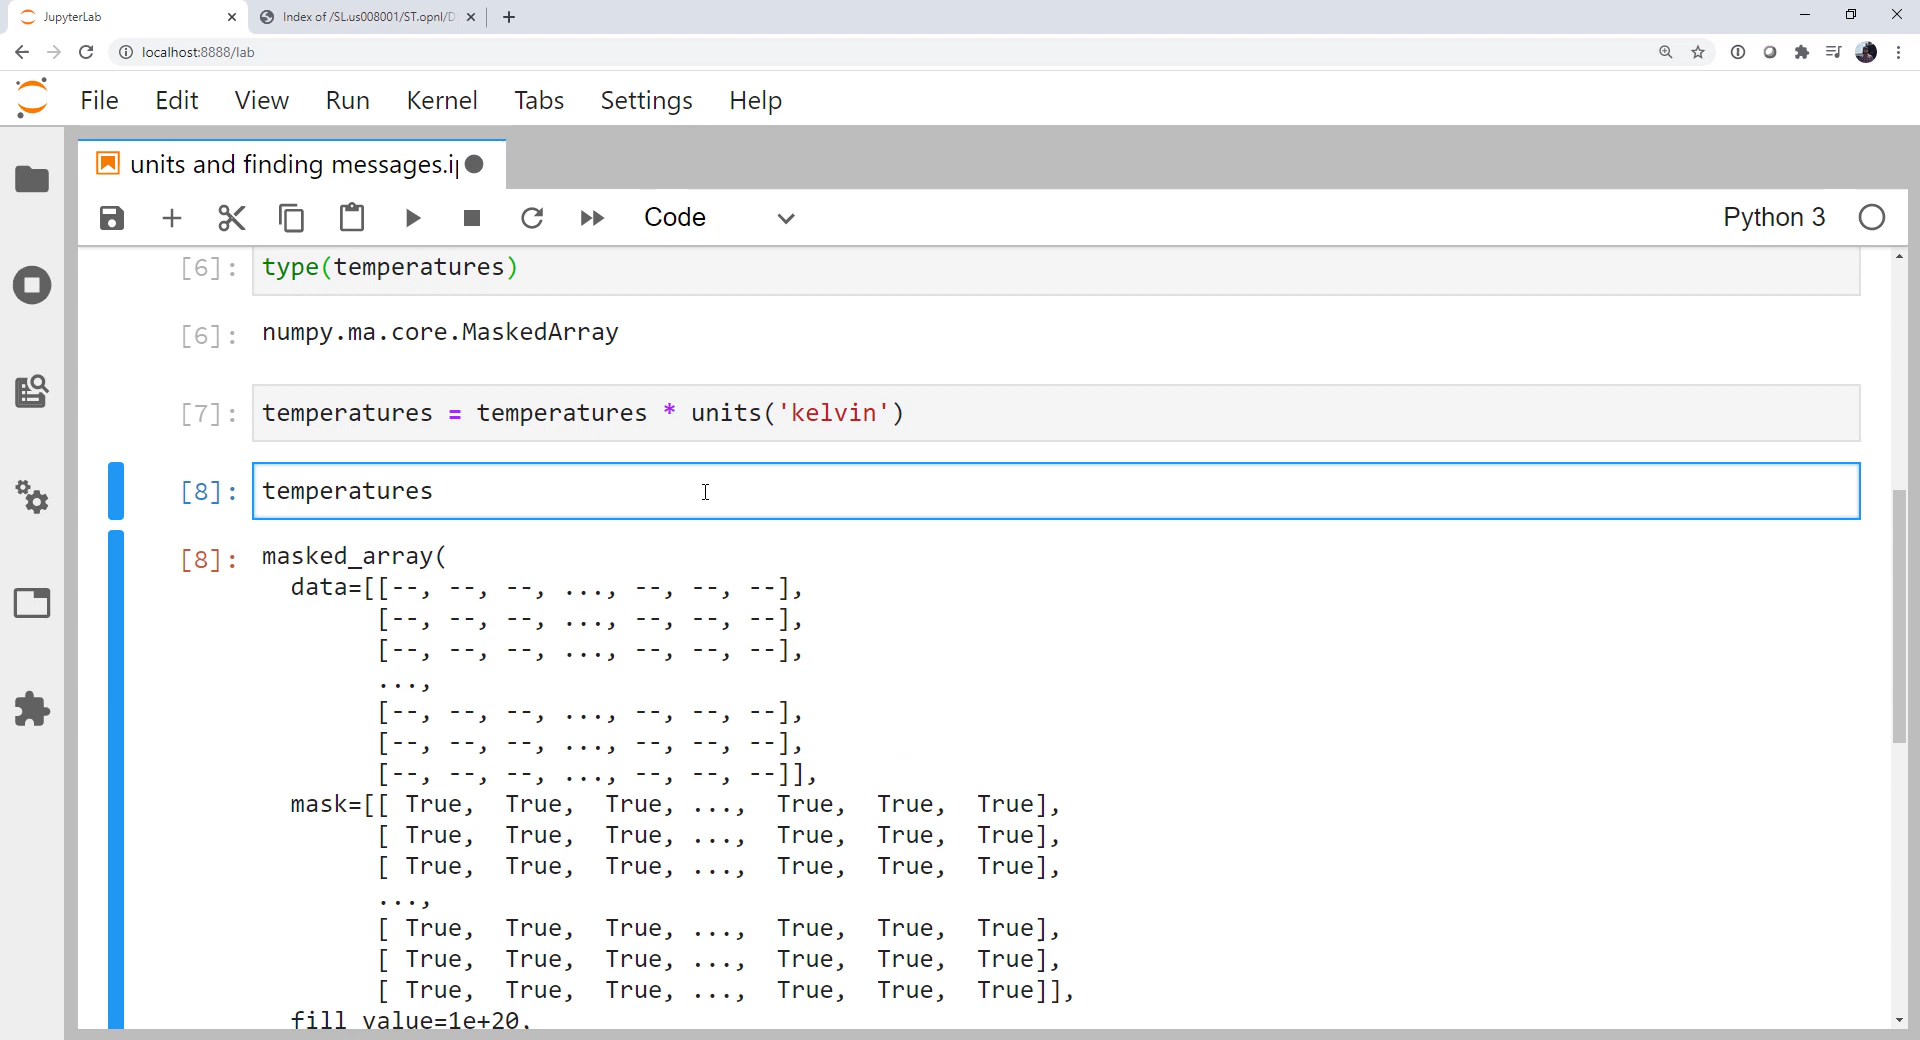 JupyterLab
Index of /SL.us008001/ST.opnl/D
localhost:8888/lab
File Edit View Run Kernel Tabs Settings Help
units and finding messages.i
Code
Python 3
[6]: type(temperatures)
[6]: numpy.ma.core.MaskedArray
[7]: temperatures = temperatures * units('kelvin')
[8]: temperatures
[8]: masked_array(
data=[[--, --, --, ..., --, --, --],
[--, --, --, ..., --, --, --],
[--, --, --, ..., --, --, --],
...,
[--, --, --, ..., --, --, --],
[--, --, --, ..., --, --, --],
[--, --, --, ..., --, --, --]],
mask=[[ True, True, True, ..., True, True, True],
[ True, True, True, ..., True, True, True],
[ True, True, True, ..., True, True, True],
...,
[ True, True, True, ..., True, True, True],
[ True, True, True, ..., True, True, True],
[ True, True, True, ..., True, True, True]],
fill_value=1e+20,